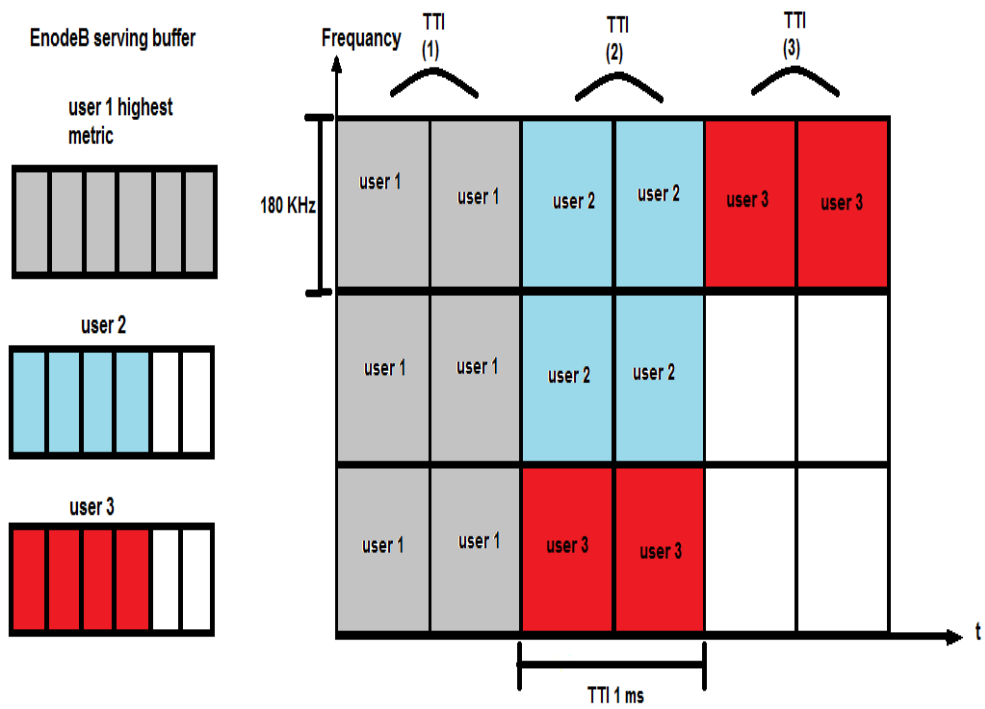 EnodeB serving buffer
user 1 highest
metric
user 2
user 3
Frequancy
TTI
(1)
TTI
(2)
TTI
(3)
180 KHz
user 1
user 1
user 2
user 2
user 3
user 3
user 1
user 1
user 2
user 2
user 1
user 1
user 3
user 3
t
TTI 1 ms